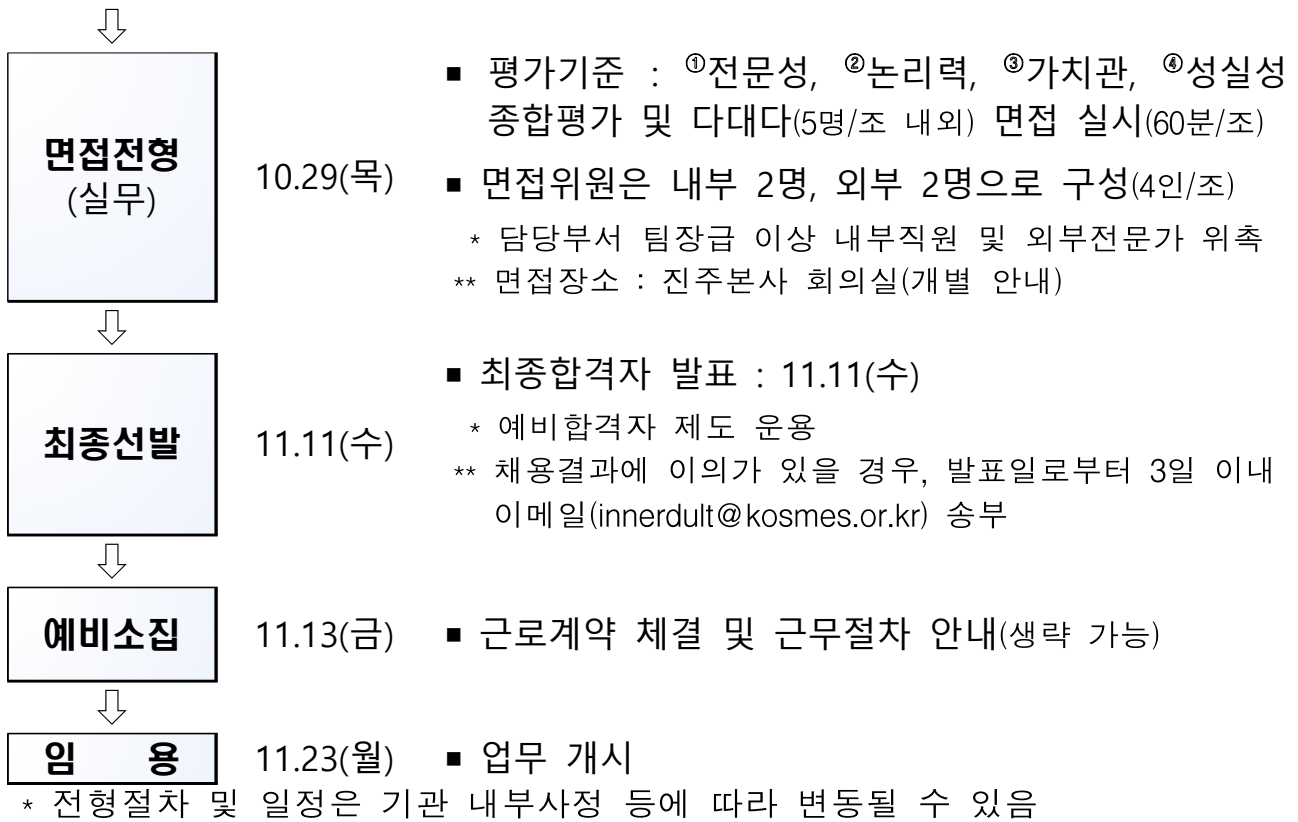 면접전형
(실무)
10.29(목)
▪ 평가기준 : ①전문성, ②논리력, ③가치관, ④성실성
종합평가 및 다대다(5명/조 내외) 면접 실시(60분/조)
▪ 면접위원은 내부 2명, 외부 2명으로 구성(4인/조)
* 담당부서 팀장급 이상 내부직원 및 외부전문가 위촉
** 면접장소 : 진주본사 회의실(개별 안내)
최종선발
11.11(수)
▪ 최종합격자 발표 : 11.11(수)
* 예비합격자 제도 운용
** 채용결과에 이의가 있을 경우, 발표일로부터 3일 이내
이메일(innerdult@kosmes.or.kr) 송부
예비소집
11.13(금)
▪ 근로계약 체결 및 근무절차 안내(생략 가능)
임 용
11.23(월)
▪ 업무 개시
* 전형절차 및 일정은 기관 내부사정 등에 따라 변동될 수 있음